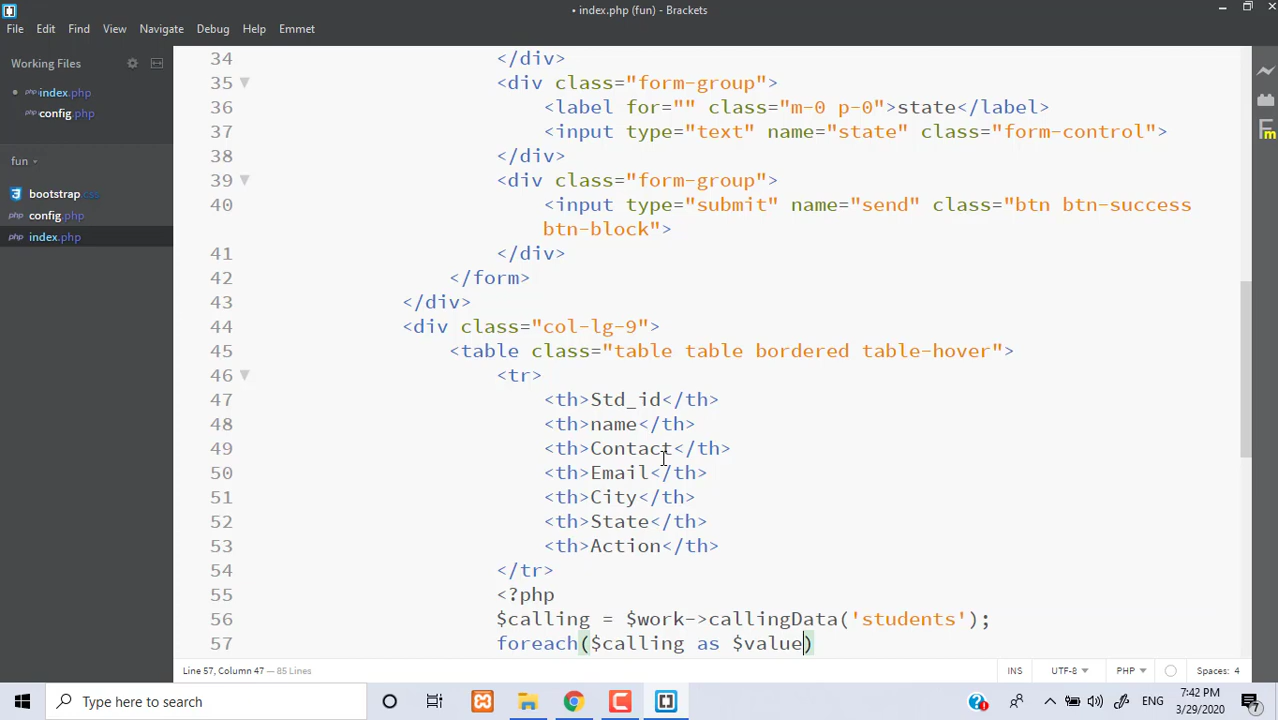 • index.php (fun) - Brackets
File Edit Find View Navigate Debug Help Emmet
Working Files
php index.php
php config.php
fun
bootstrap.css
php config.php
php index.php
34 </div>
35 <div class="form-group">
36 <label for="" class="m-0 p-0">state</label>
37 <input type="text" name="state" class="form-control">
38 </div>
39 <div class="form-group">
40 <input type="submit" name="send" class="btn btn-success
btn-block">
41 </div>
42 </form>
43 </div>
44 <div class="col-lg-9">
45 <table class="table table bordered table-hover">
46 <tr>
47 <th>Std_id</th>
48 <th>name</th>
49 <th>Contact</th>
50 <th>Email</th>
51 <th>City</th>
52 <th>State</th>
53 <th>Action</th>
54 </tr>
55 <?php
56 $calling = $work->callingData('students');
57 foreach($calling as $value)
Line 57, Column 47 — 85 Lines INS UTF-8 PHP Spaces: 4
Type here to search
ENG
7:42 PM
3/29/2020
7